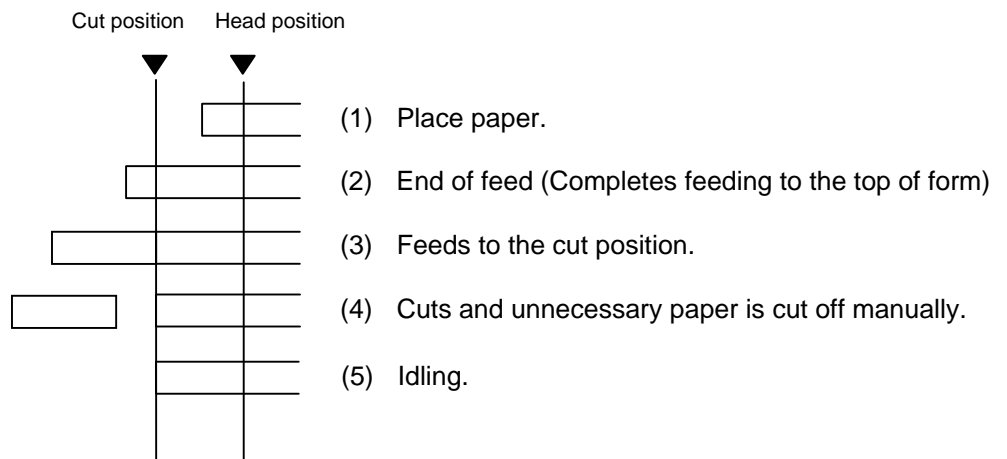 Cut position Head position
(1) Place paper.
(2) End of feed (Completes feeding to the top of form)
(3) Feeds to the cut position.
(4) Cuts and unnecessary paper is cut off manually.
(5) Idling.